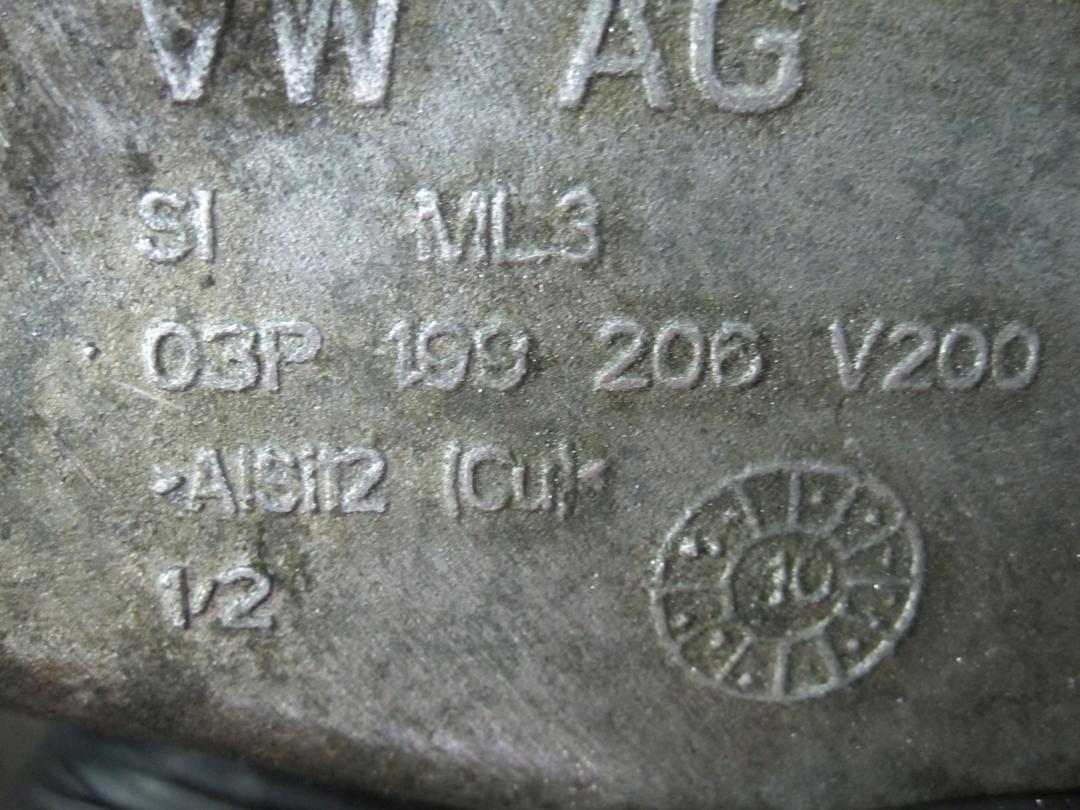 VW AG
SI ML3
03P 199 206 V200
>AlSi12 (Cu)<
1/2
10